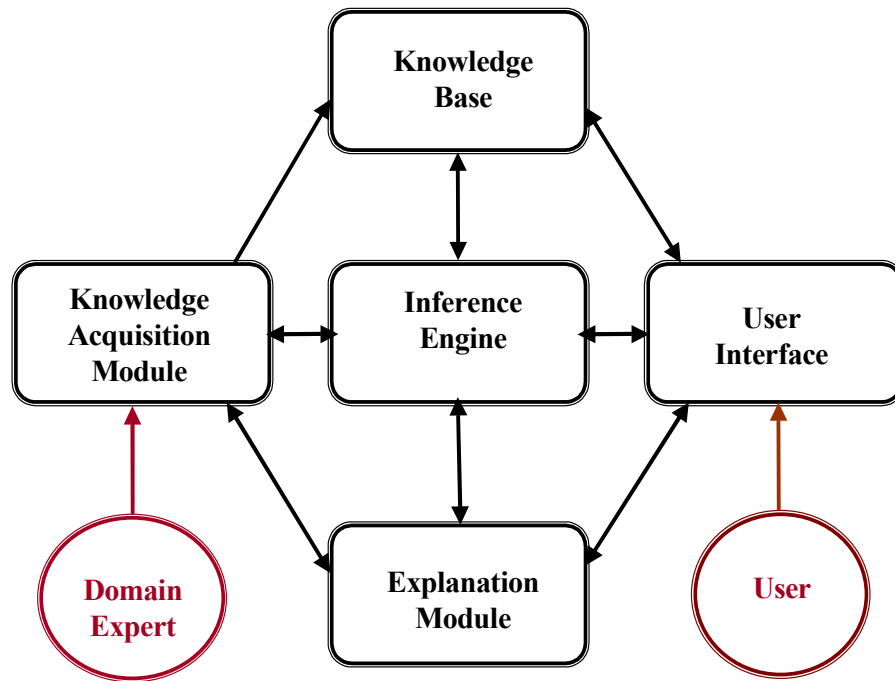 Knowledge
Base
Knowledge
Acquisition
Module
Inference
Engine
User
Interface
Domain
Expert
Explanation
Module
User